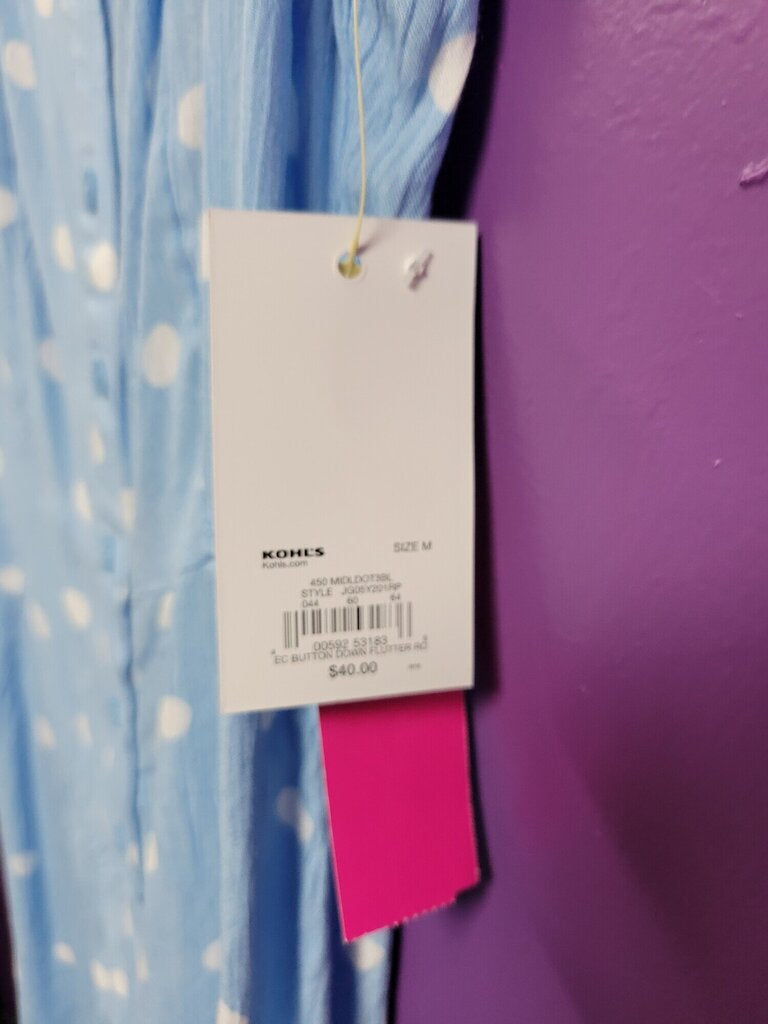 KOHL'S
SIZE M
Kohls.com
450 MIDLDOT3BL
STYLE JG05Y201RP
044 60 64
00592 53183
EC BUTTON DOWN FLUTTER RO
$40.00